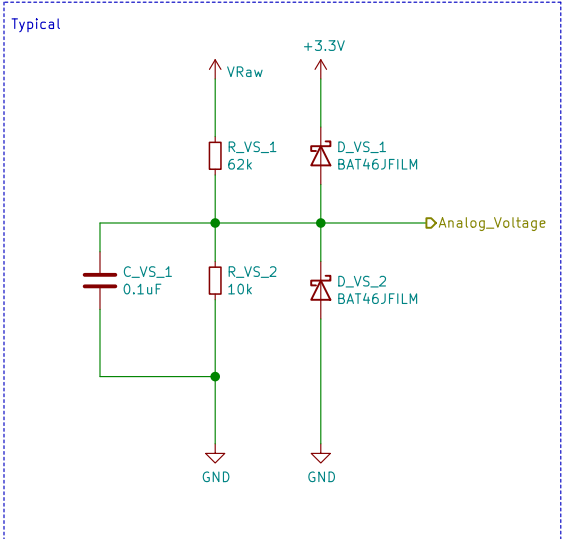 Typical
+3.3V
VRaw
R_VS_1
62k
D_VS_1
BAT46JFILM
Analog_Voltage
C_VS_1
0.1uF
R_VS_2
10k
D_VS_2
BAT46JFILM
GND
GND